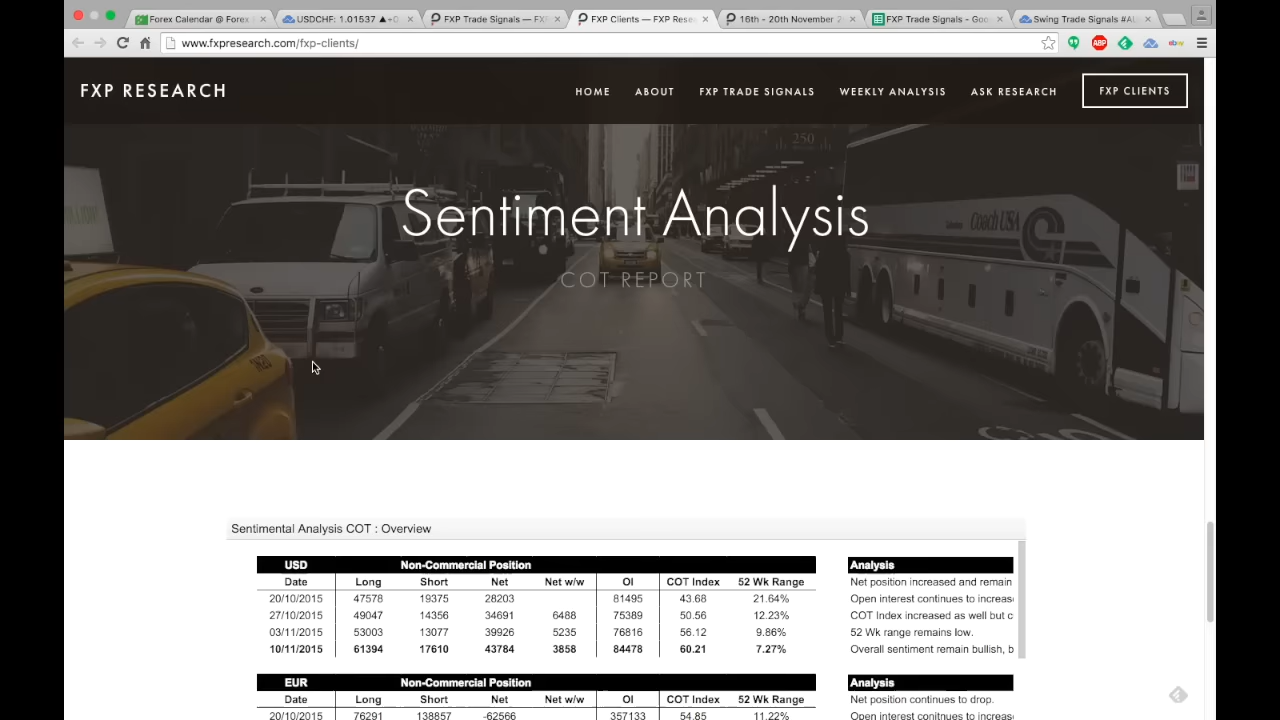 Forex Calendar @ Forex
USDCHF: 1.01537 ▲+0
FXP Trade Signals — FXP
FXP Clients — FXP Rese
16th - 20th November 2
FXP Trade Signals - Goo
Swing Trade Signals #AL
www.fxpresearch.com/fxp-clients/
ABP
ebay
FXP RESEARCH
HOME
ABOUT
FXP TRADE SIGNALS
WEEKLY ANALYSIS
ASK RESEARCH
FXP CLIENTS
250
Coach USA
Sentiment Analysis
COT REPORT
Sentimental Analysis COT : Overview
USD Non-Commercial Position
Date Long Short Net Net w/w OI COT Index 52 Wk Range
20/10/2015 47578 19375 28203 81495 43.68 21.64%
27/10/2015 49047 14356 34691 6488 75389 50.56 12.23%
03/11/2015 53003 13077 39926 5235 76816 56.12 9.86%
10/11/2015 61394 17610 43784 3858 84478 60.21 7.27%
Analysis
Net position increased and remain
Open interest continues to increas
COT Index increased as well but c
52 Wk range remains low.
Overall sentiment remain bullish, b
EUR Non-Commercial Position
Date Long Short Net Net w/w OI COT Index 52 Wk Range
20/10/2015 76291 138857 -62566 357133 54.85 11.22%
Analysis
Net position continues to drop.
Open interest conitnues to increas